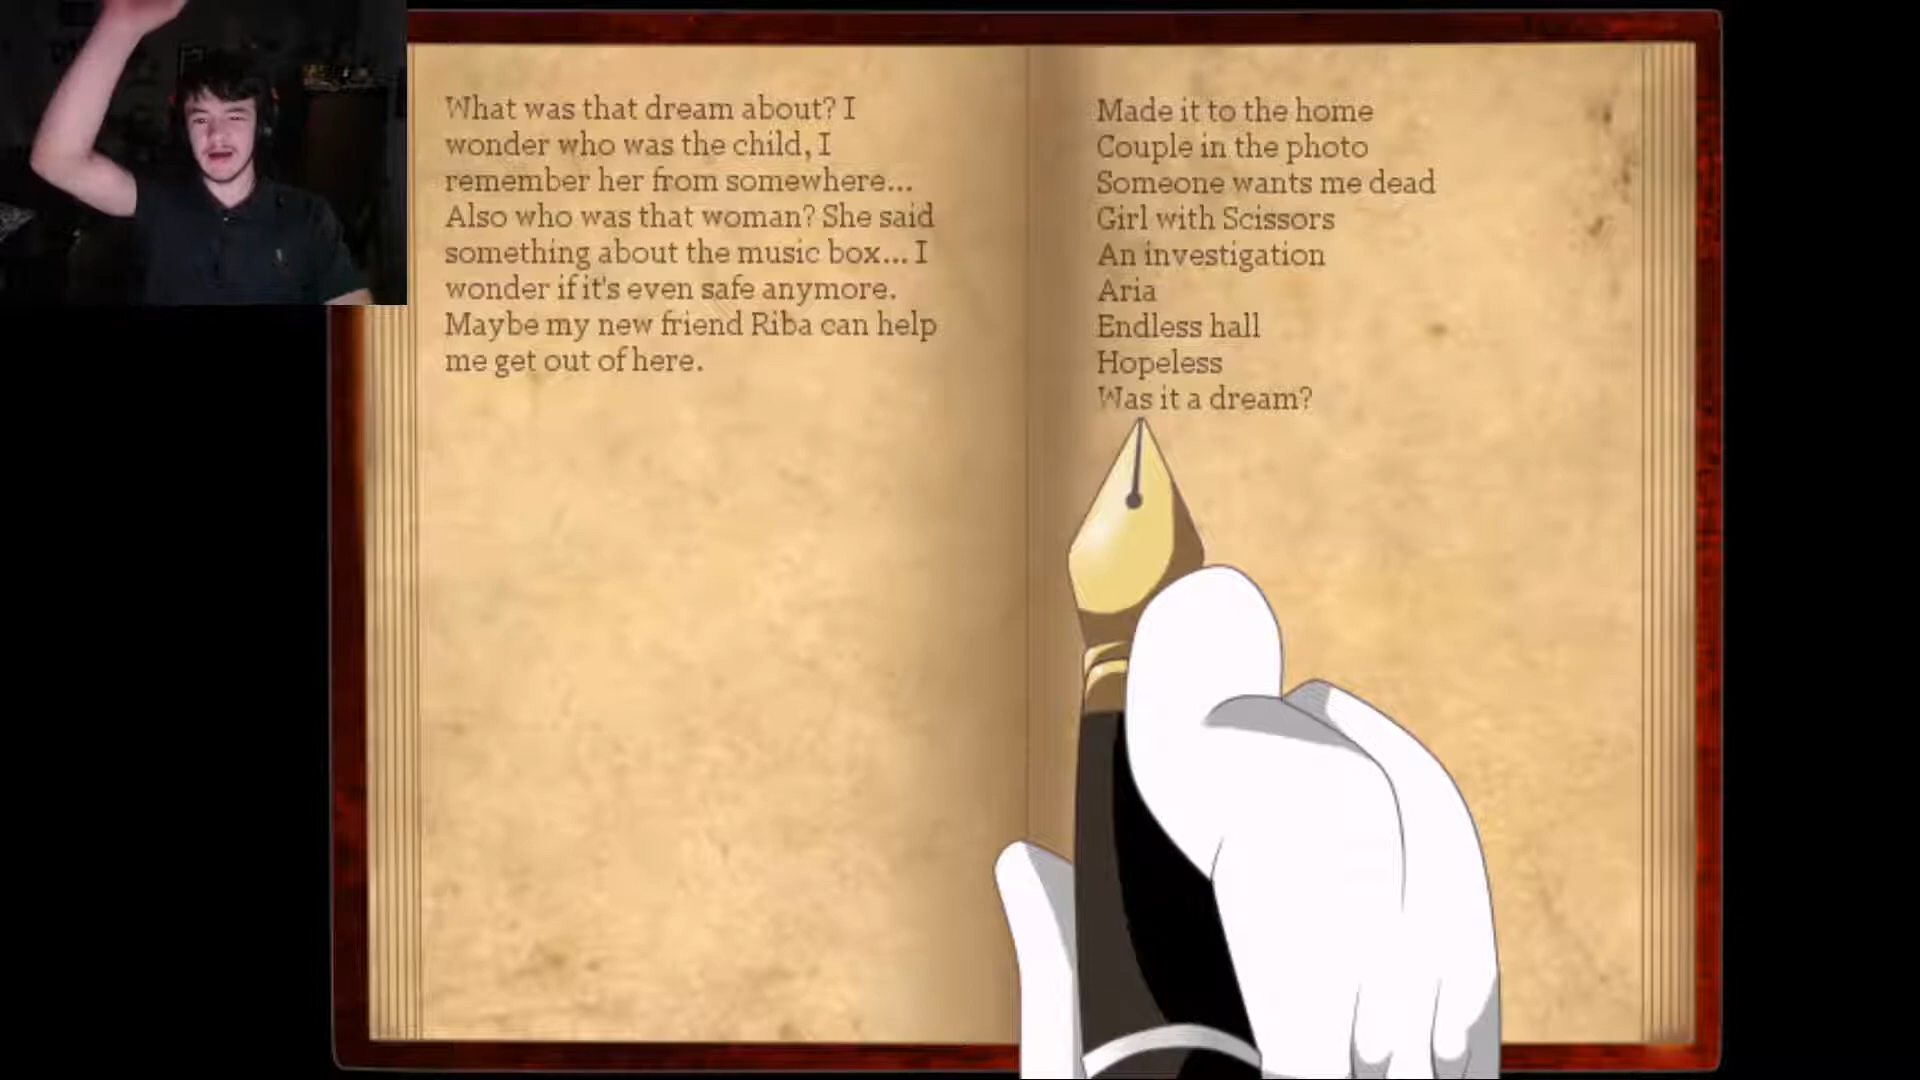 What was that dream about? I
wonder who was the child, I
remember her from somewhere...
Also who was that woman? She said
something about the music box... I
wonder if it's even safe anymore.
Maybe my new friend Riba can help
me get out of here.
Made it to the home
Couple in the photo
Someone wants me dead
Girl with Scissors
An investigation
Aria
Endless hall
Hopeless
Was it a dream?